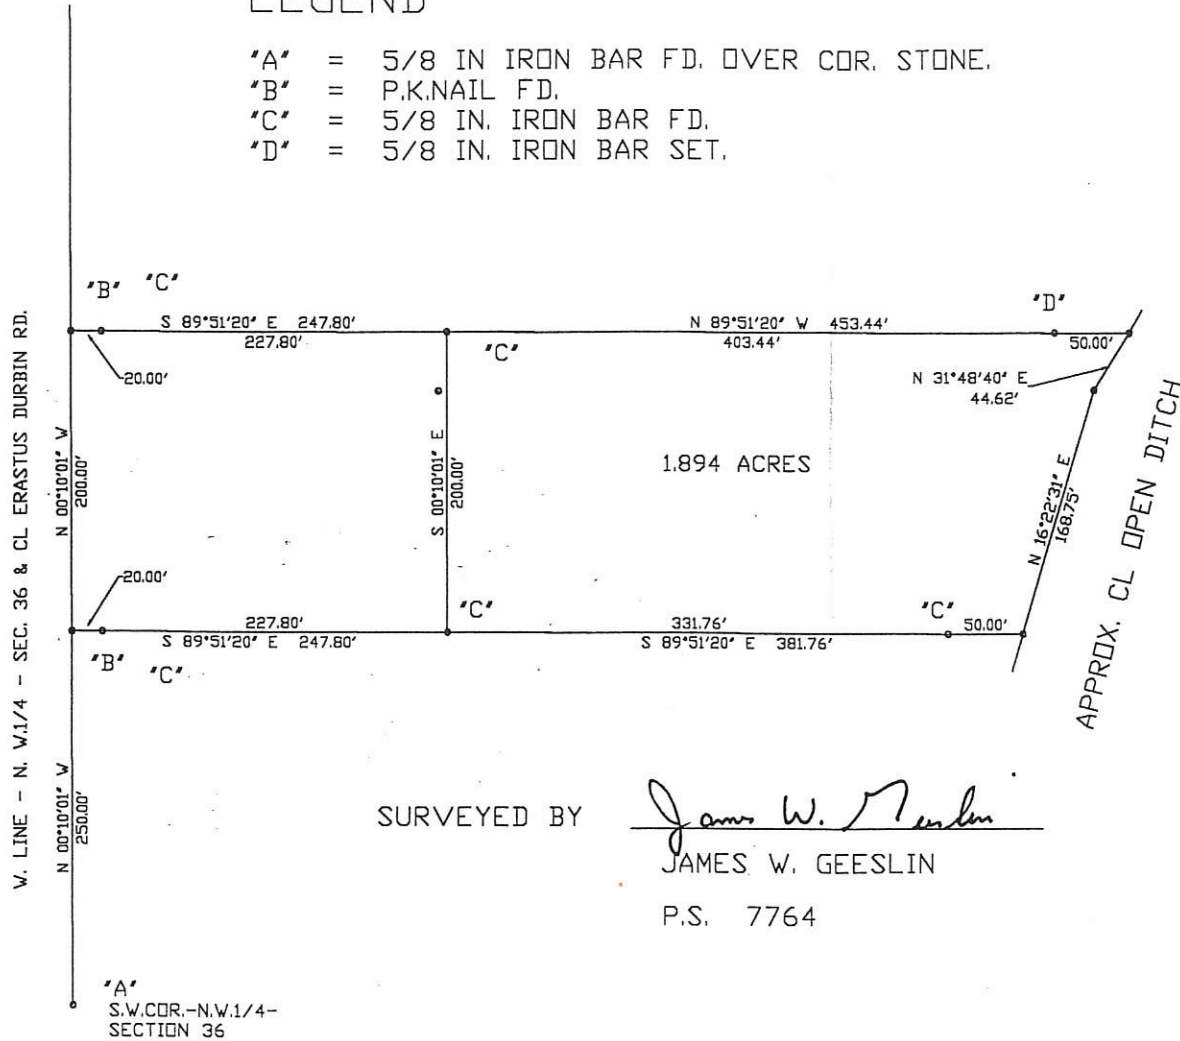 LEGEND
"A" = 5/8 IN IRON BAR FD. OVER COR. STONE.
"B" = P.K.NAIL FD.
"C" = 5/8 IN. IRON BAR FD.
"D" = 5/8 IN. IRON BAR SET.
"B" "C"
"D"
S 89°51'20" E 247.80'
227.80'
N 89°51'20" W 453.44'
403.44'
50.00'
"C"
20.00'
N 31°48'40" E
44.62'
W. LINE - N. W.1/4 - SEC. 36 & CL ERASTUS DURBIN RD.
N 00°10'01" W
200.00'
S 00°10'01" E
200.00'
1.894 ACRES
N 16°22'31" E
168.75'
APPROX. CL OPEN DITCH
20.00'
227.80'
S 89°51'20" E 247.80'
"C"
331.76'
S 89°51'20" E 381.76'
"C"
50.00'
"B" "C"
N 00°10'01" W
250.00'
SURVEYED BY James W. Geeslin
JAMES W. GEESLIN
P.S. 7764
"A"
S.W.COR.-N.W.1/4-
SECTION 36